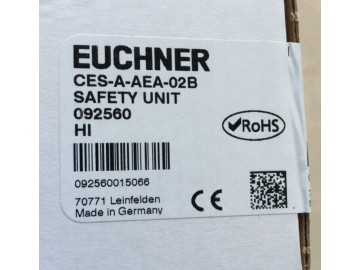 EUCHNER
CES-A-AEA-02B
SAFETY UNIT
092560
HI
✓RoHS
092560015066
70771 Leinfelden
Made in Germany
CE